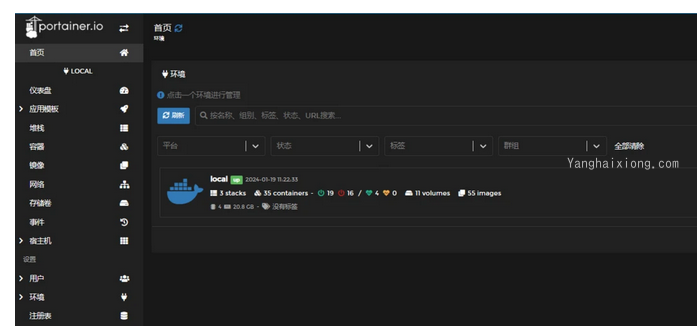 portainer.io
首页
LOCAL
仪表盘
应用模板
堆栈
容器
镜像
网络
存储卷
事件
宿主机
设置
用户
环境
注册表
首页
环境
环境
点击一个环境进行管理
刷新 按名称、组别、标签、状态、URL搜索...
平台 状态 标签 群组 全部清除
Yanghaixiong.com
local up 2024-01-19 11:22:33
3 stacks 35 containers - 19 16 / 4 0 11 volumes 55 images
4 20.8 GB - 没有标签